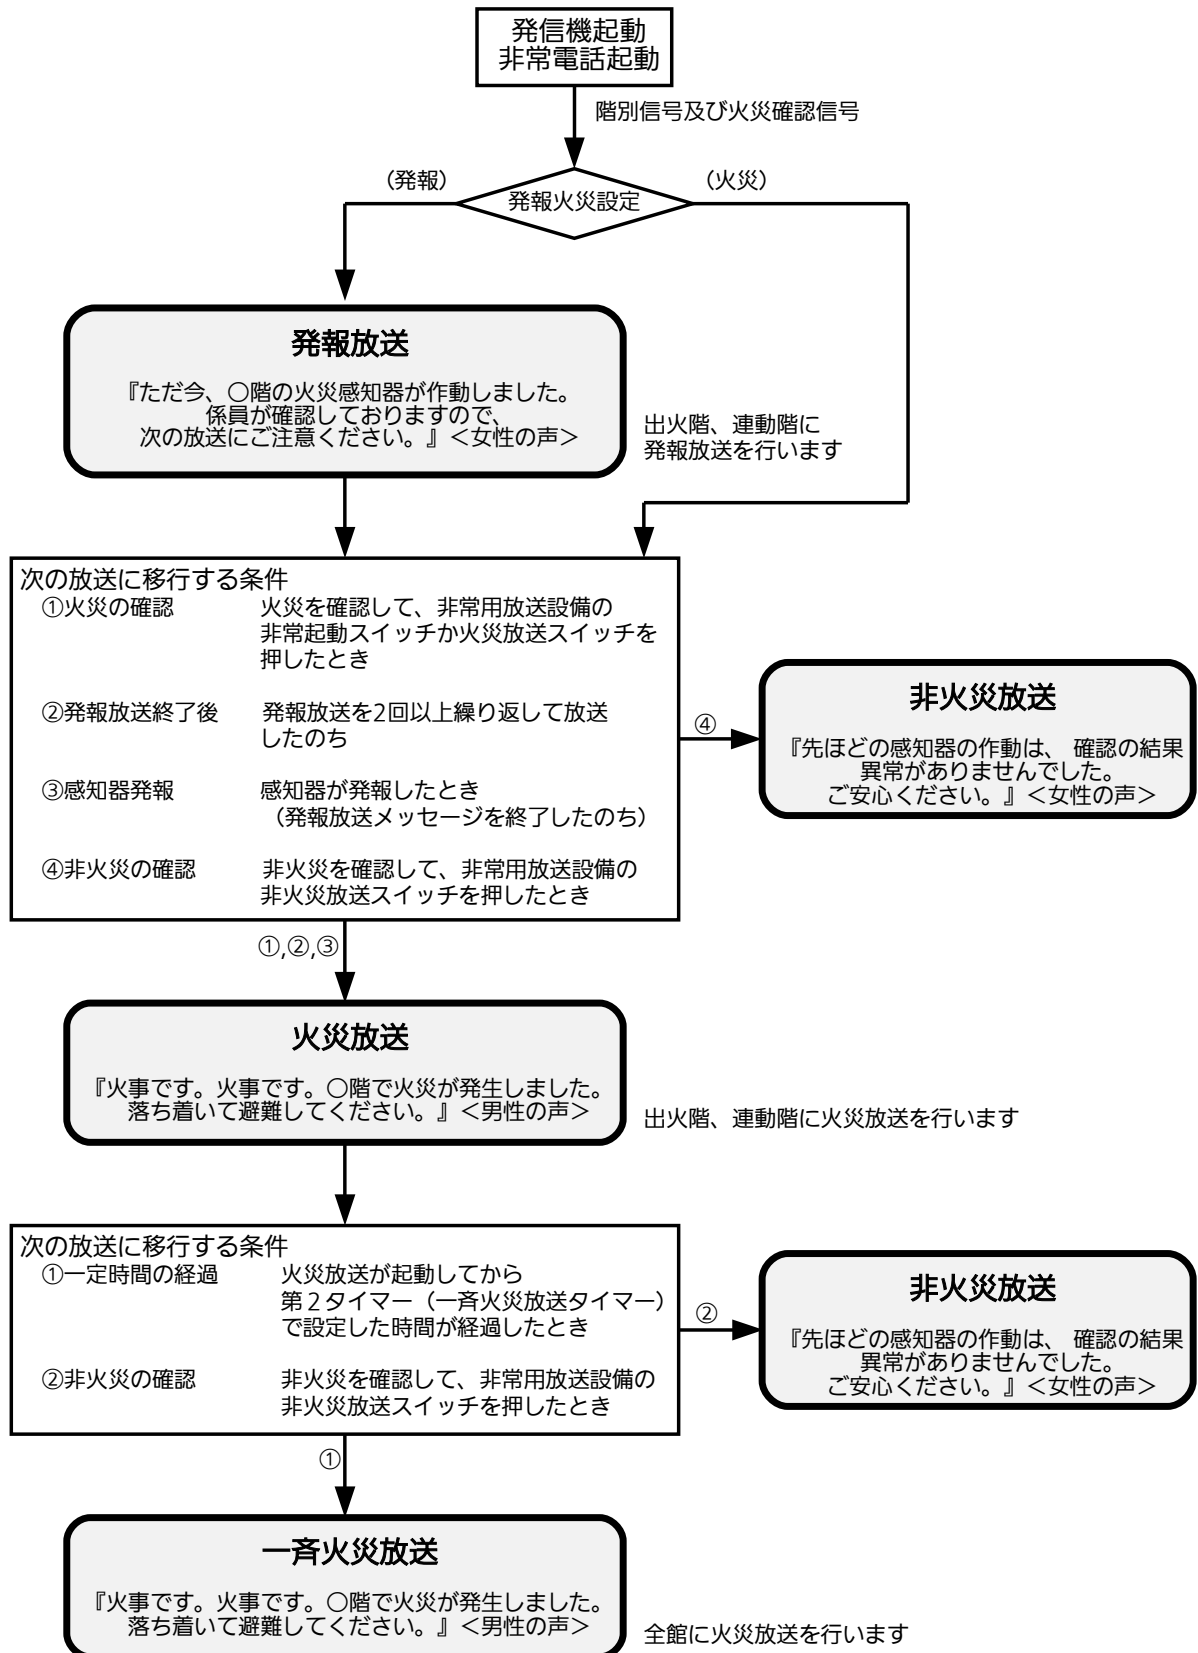 発信機起動
非常電話起動
階別信号及び火災確認信号
（発報）
発報火災設定
（火災）
発報放送
『ただ今、○階の火災感知器が作動しました。
係員が確認しておりますので、
次の放送にご注意ください。』＜女性の声＞
出火階、連動階に
発報放送を行います
次の放送に移行する条件
①火災の確認 火災を確認して、非常用放送設備の
非常起動スイッチか火災放送スイッチを
押したとき
②発報放送終了後 発報放送を2回以上繰り返して放送
したのち
③感知器発報 感知器が発報したとき
（発報放送メッセージを終了したのち）
④非火災の確認 非火災を確認して、非常用放送設備の
非火災放送スイッチを押したとき
④
非火災放送
『先ほどの感知器の作動は、 確認の結果
異常がありませんでした。
ご安心ください。』＜女性の声＞
①,②,③
火災放送
『火事です。火事です。○階で火災が発生しました。
落ち着いて避難してください。』＜男性の声＞
出火階、連動階に火災放送を行います
次の放送に移行する条件
①一定時間の経過 火災放送が起動してから
第２タイマー（一斉火災放送タイマー）
で設定した時間が経過したとき
②非火災の確認 非火災を確認して、非常用放送設備の
非火災放送スイッチを押したとき
②
非火災放送
『先ほどの感知器の作動は、 確認の結果
異常がありませんでした。
ご安心ください。』＜女性の声＞
①
一斉火災放送
『火事です。火事です。○階で火災が発生しました。
落ち着いて避難してください。』＜男性の声＞
全館に火災放送を行います